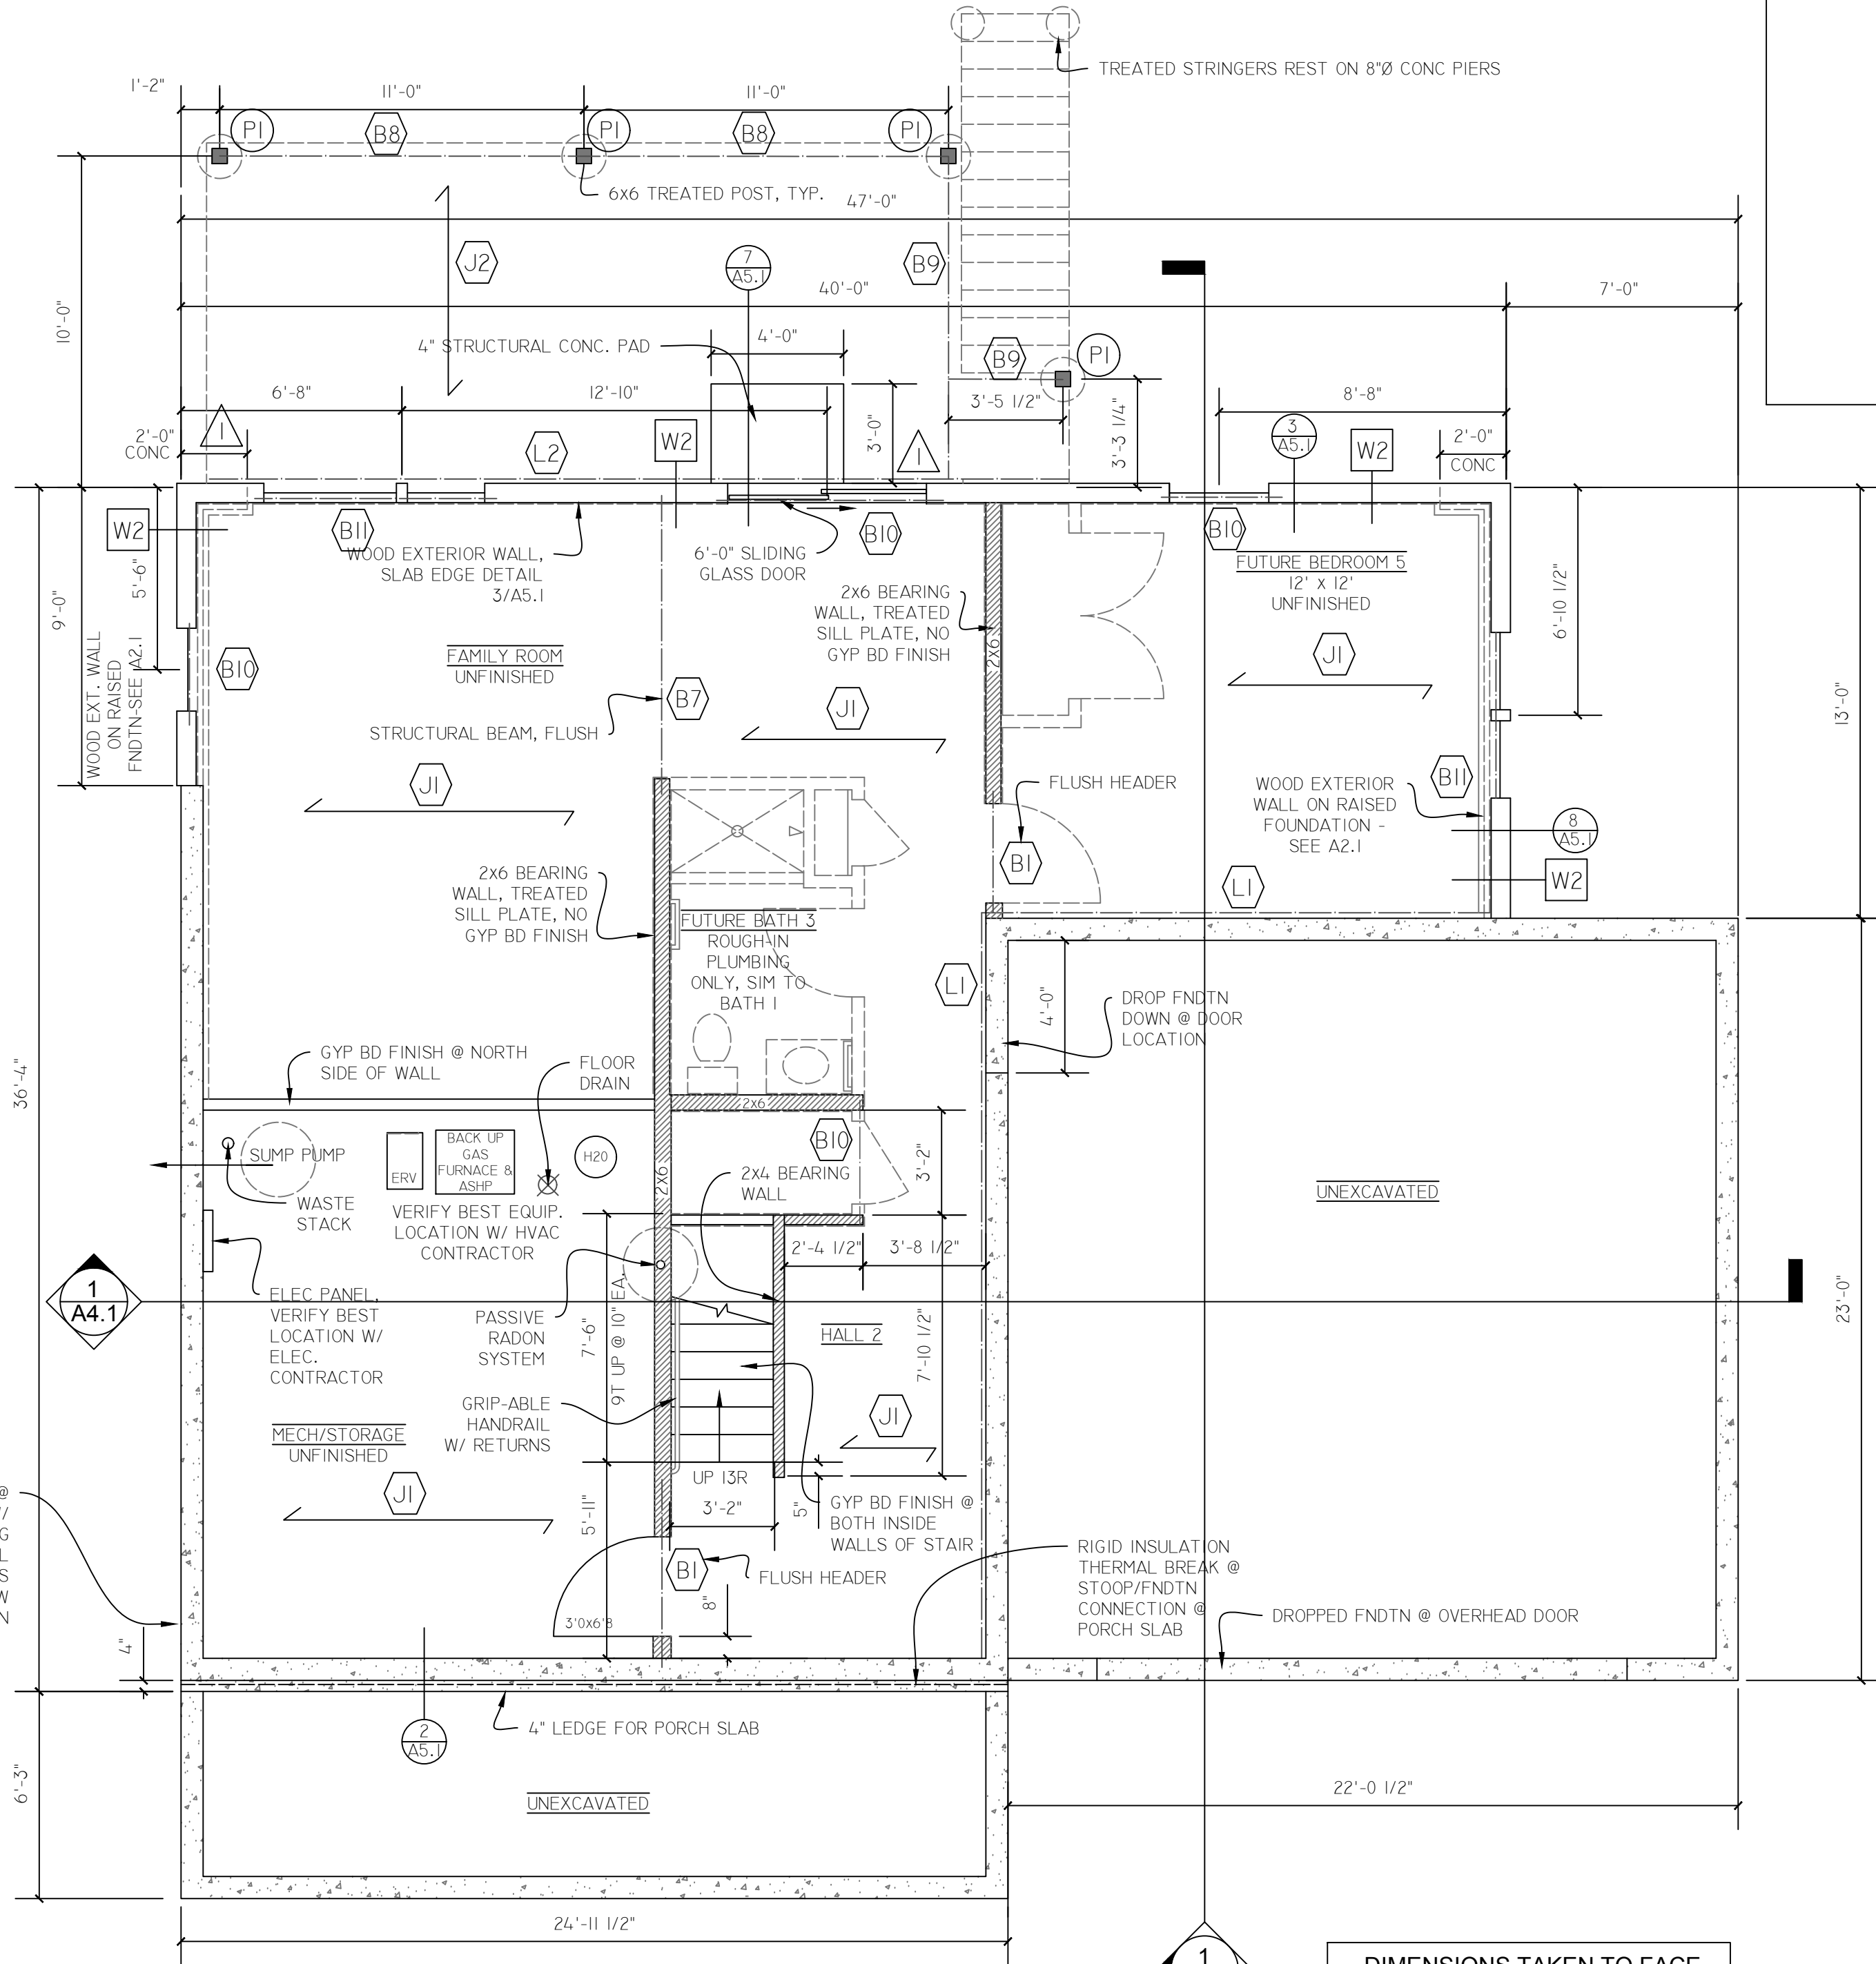 TREATED STRINGERS REST ON 8"Ø CONC PIERS
1'-2"
11'-0"
11'-0"
P1
B8
P1
B8
P1
6x6 TREATED POST, TYP.
47'-0"
J2
7
A5.1
B9
40'-0"
7'-0"
10'-0"
4" STRUCTURAL CONC. PAD
4'-0"
B9
P1
6'-8"
12'-10"
3'-5 1/2"
8'-8"
2'-0"
CONC
1
L2
W2
3'-0"
1
3'-3 1/4"
3
A5.1
W2
2'-0"
CONC
W2
B11
WOOD EXTERIOR WALL,
SLAB EDGE DETAIL
3/A5.1
6'-0" SLIDING
GLASS DOOR
B10
B10
FUTURE BEDROOM 5
12' x 12'
UNFINISHED
5'-6"
9'-0"
WOOD EXT. WALL
ON RAISED
FNDTN-SEE A2.1
B10
FAMILY ROOM
UNFINISHED
2x6 BEARING
WALL, TREATED
SILL PLATE, NO
GYP BD FINISH
2x6
6'-10 1/2"
J1
13'-0"
B7
J1
STRUCTURAL BEAM, FLUSH
J1
FLUSH HEADER
WOOD EXTERIOR
WALL ON RAISED
FOUNDATION -
SEE A2.1
B11
8
A5.1
B1
L1
W2
2x6 BEARING
WALL, TREATED
SILL PLATE, NO
GYP BD FINISH
FUTURE BATH 3
ROUGH-IN
PLUMBING
ONLY, SIM TO
BATH 1
L1
4'-0"
DROP FNDTN
DOWN @ DOOR
LOCATION
36'-4"
GYP BD FINISH @ NORTH
SIDE OF WALL
FLOOR
DRAIN
2x6
B10
3'-2"
SUMP PUMP
ERV
BACK UP
GAS
FURNACE &
ASHP
H20
2x6
2x4 BEARING
WALL
UNEXCAVATED
WASTE
STACK
VERIFY BEST EQUIP.
LOCATION W/ HVAC
CONTRACTOR
2'-4 1/2"
3'-8 1/2"
1
A4.1
ELEC PANEL,
VERIFY BEST
LOCATION W/
ELEC.
CONTRACTOR
PASSIVE
RADON
SYSTEM
7'-6"
9T UP @ 10" EA.
HALL 2
7'-10 1/2"
23'-0"
GRIP-ABLE
HANDRAIL
W/ RETURNS
J1
MECH/STORAGE
UNFINISHED
J1
UP 13R
3'-2"
5'-11"
5"
GYP BD FINISH @
BOTH INSIDE
WALLS OF STAIR
@
W/
G
L
S
W
N
B1
FLUSH HEADER
8"
3'0x6'8
RIGID INSULATION
THERMAL BREAK @
STOOP/FNDTN
CONNECTION @
PORCH SLAB
DROPPED FNDTN @ OVERHEAD DOOR
4"
2
A5.1
4" LEDGE FOR PORCH SLAB
6'-3"
UNEXCAVATED
22'-0 1/2"
24'-11 1/2"
1
DIMENSIONS TAKEN TO FACE